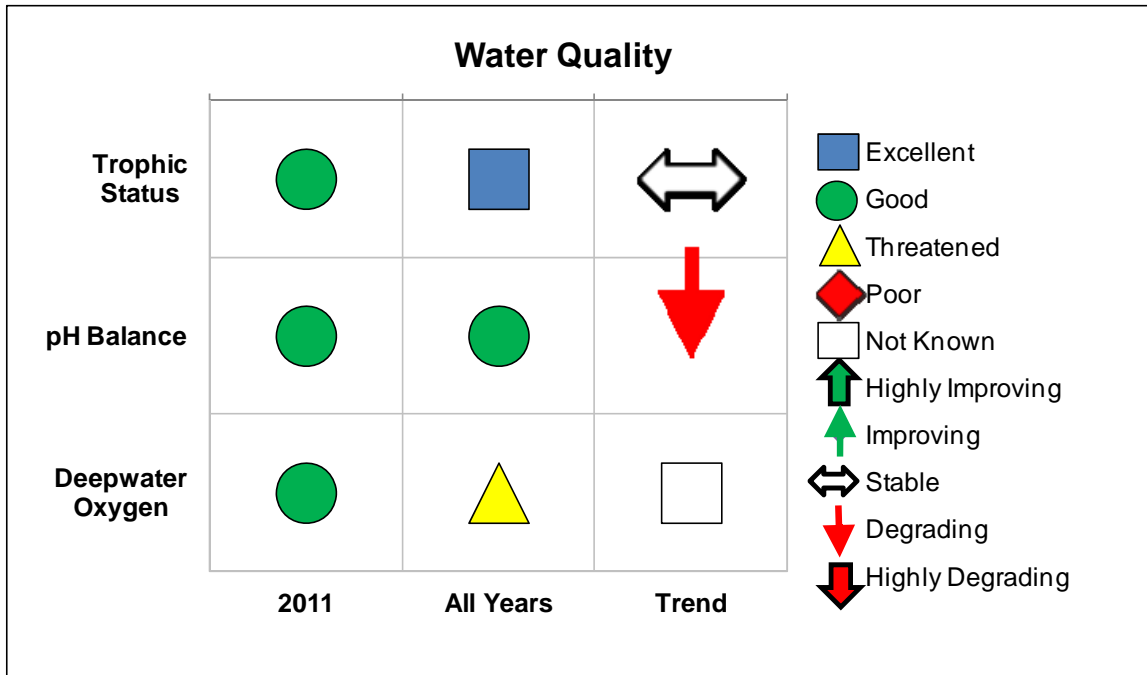 Water Quality
Trophic
Status
pH Balance
Deepwater
Oxygen
2011
All Years
Trend
Excellent
Good
Threatened
Poor
Not Known
Highly Improving
Improving
Stable
Degrading
Highly Degrading